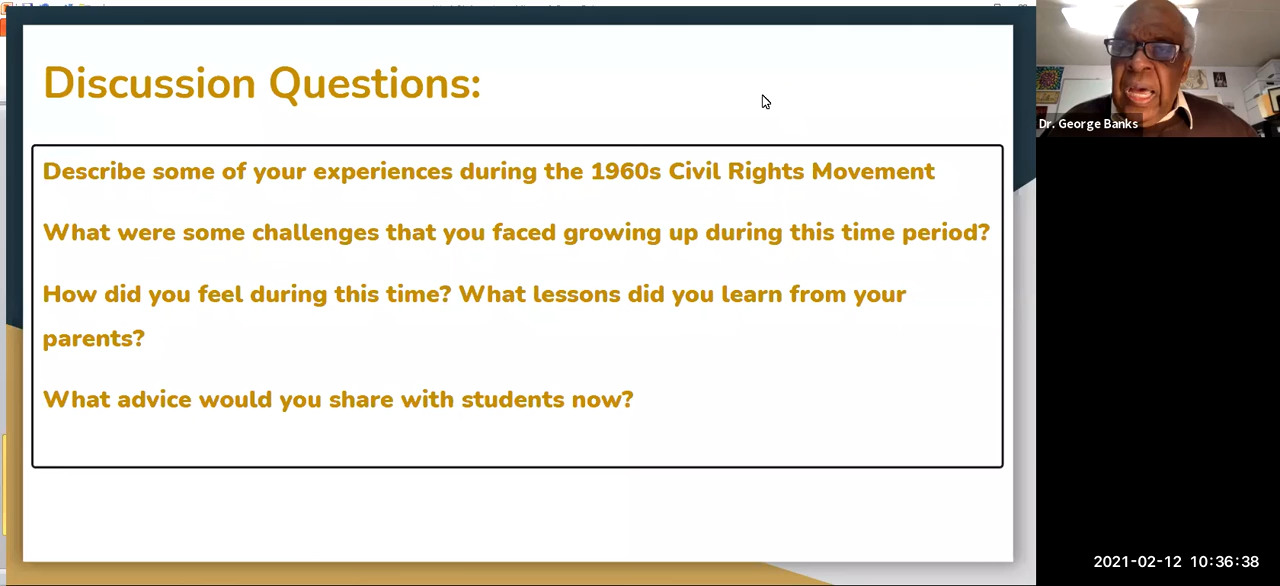 Discussion Questions:
Describe some of your experiences during the 1960s Civil Rights Movement
What were some challenges that you faced growing up during this time period?
How did you feel during this time? What lessons did you learn from your
parents?
What advice would you share with students now?
Dr. George Banks
2021-02-12 10:36:38